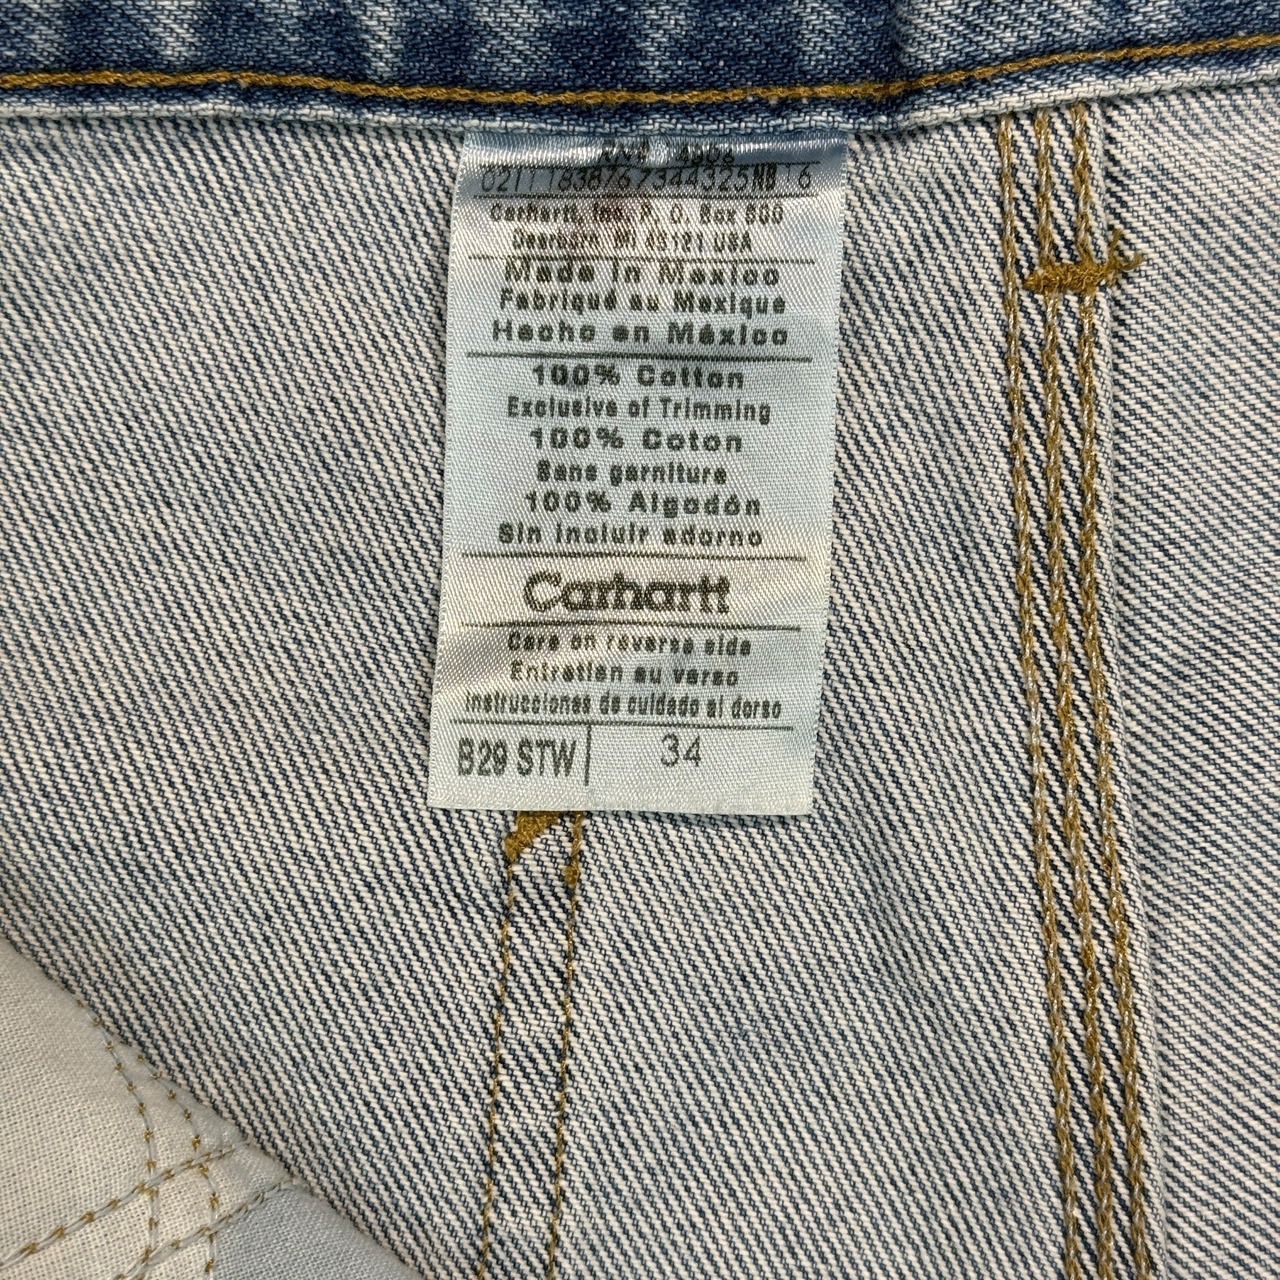 Carhartt, Inc. P. O. Box 600
Dearborn, MI 48121 USA
Made in Mexico
Fabriqué au Mexique
Hecho en México
100% Cotton
Exclusive of Trimming
100% Coton
Sans garniture
100% Algodón
Sin incluir adorno
Carhartt
Care on reverse side
Entretien au verso
Instrucciones de cuidado al dorso
B29 STW 34